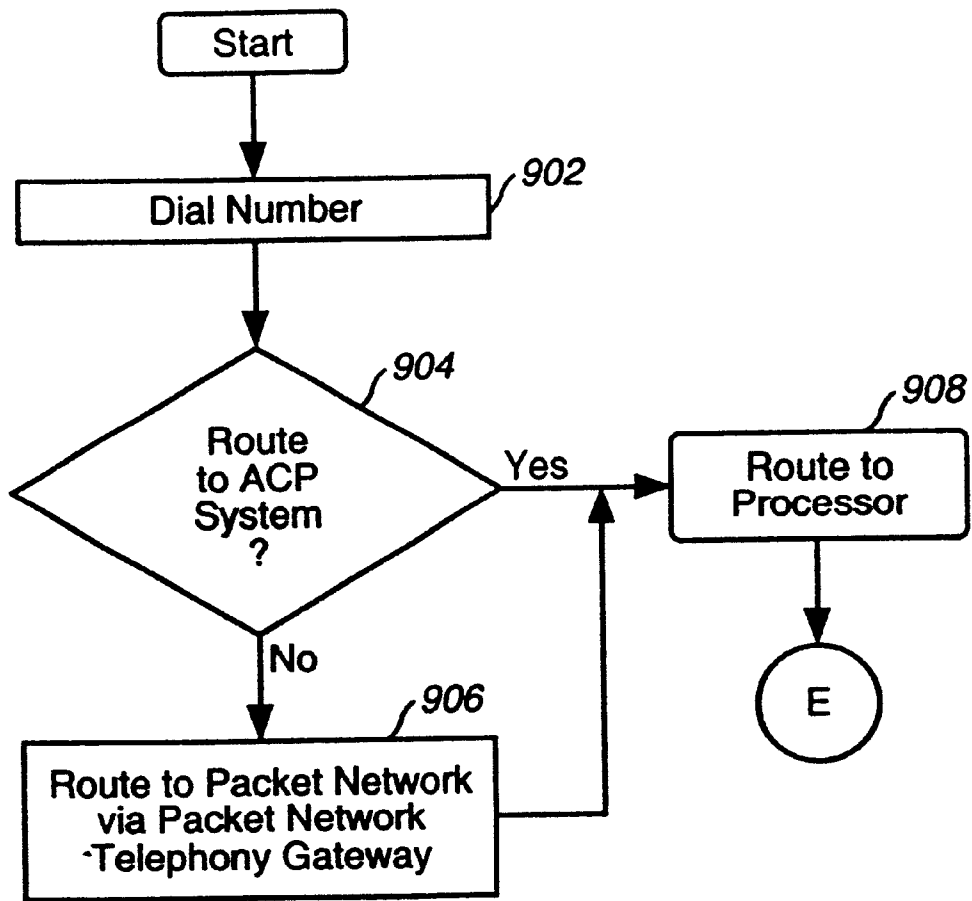 Start
902
Dial Number
904
Route
to ACP
System
?
Yes
908
Route to
Processor
No
906
Route to Packet Network
via Packet Network
Telephony Gateway
E